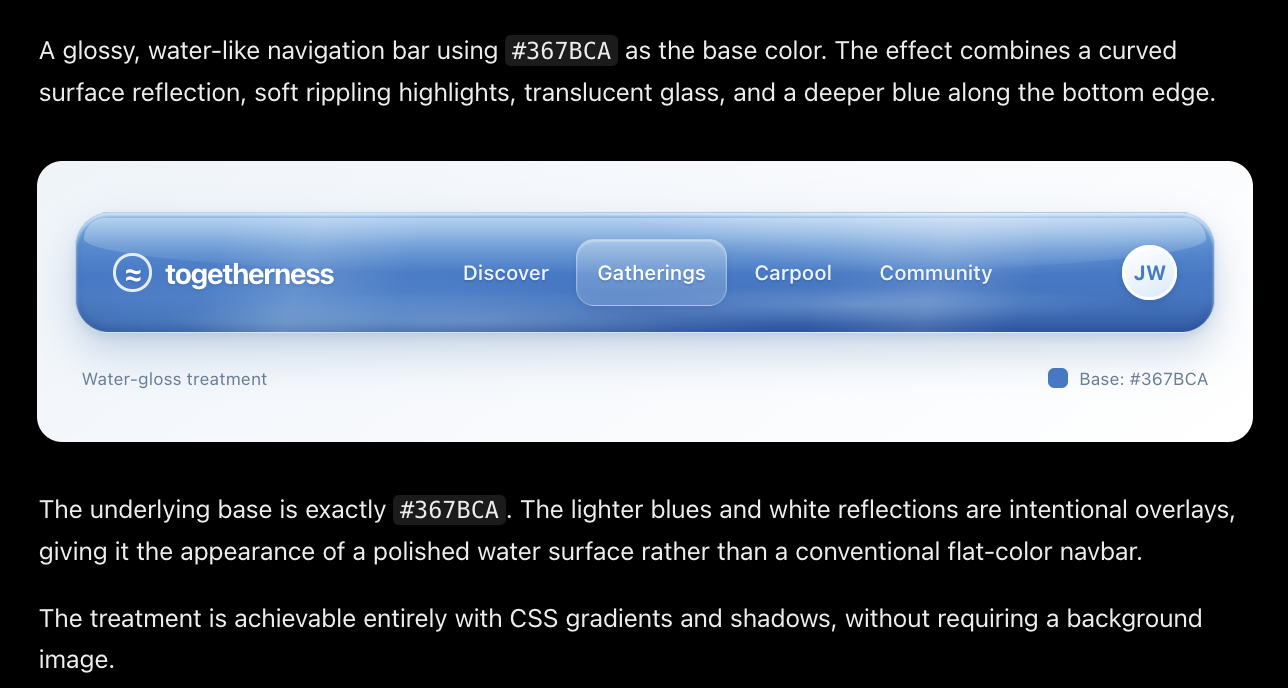 A glossy, water-like navigation bar using #367BCA as the base color. The effect combines a curved
surface reflection, soft rippling highlights, translucent glass, and a deeper blue along the bottom edge.
≈ togetherness Discover Gatherings Carpool Community JW
Water-gloss treatment Base: #367BCA
The underlying base is exactly #367BCA. The lighter blues and white reflections are intentional overlays,
giving it the appearance of a polished water surface rather than a conventional flat-color navbar.
The treatment is achievable entirely with CSS gradients and shadows, without requiring a background
image.